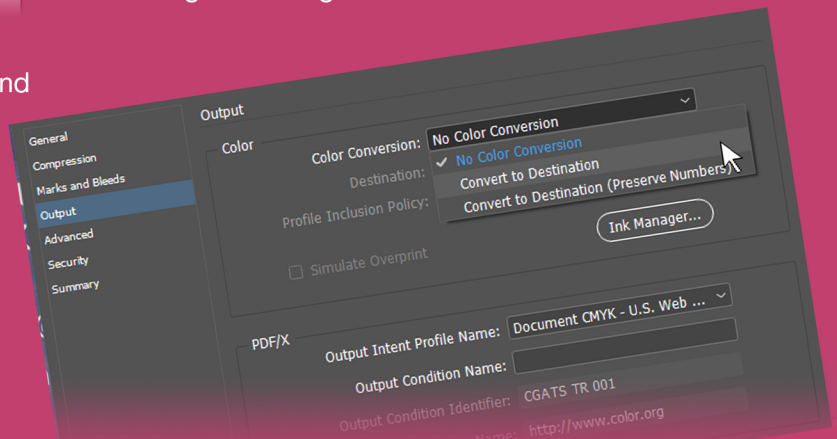 nd
General
Compression
Marks and Bleeds
Output
Advanced
Security
Summary
Output
Color
Color Conversion: No Color Conversion
No Color Conversion
Convert to Destination
Convert to Destination (Preserve Numbers)
Destination:
Profile Inclusion Policy:
Ink Manager...
Simulate Overprint
PDF/X
Output Intent Profile Name: Document CMYK - U.S. Web ...
Output Condition Name:
Output Condition Identifier: CGATS TR 001
Name: http://www.color.org